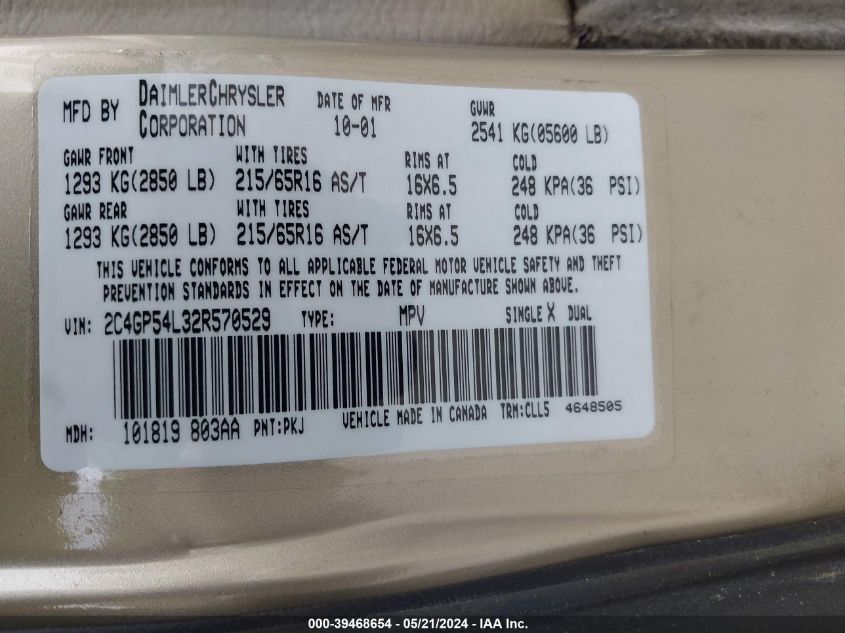 MFD BY DAIMLERCHRYSLER CORPORATION DATE OF MFR 10-01 GVWR 2541 KG(05600 LB)
GAWR FRONT WITH TIRES RIMS AT COLD
1293 KG(2850 LB) 215/65R16 AS/T 16X6.5 248 KPA(36 PSI)
GAWR REAR WITH TIRES RIMS AT COLD
1293 KG(2850 LB) 215/65R16 AS/T 16X6.5 248 KPA(36 PSI)
THIS VEHICLE CONFORMS TO ALL APPLICABLE FEDERAL MOTOR VEHICLE SAFETY AND THEFT
PREVENTION STANDARDS IN EFFECT ON THE DATE OF MANUFACTURE SHOWN ABOVE.
VIN: 2C4GP54L32R570529 TYPE: MPV SINGLE X DUAL
MDH: 101819 803AA PNT:PKJ VEHICLE MADE IN CANADA TRM:CLL5 4648505
000-39468654 / 05/21/2024 - IAA Inc.